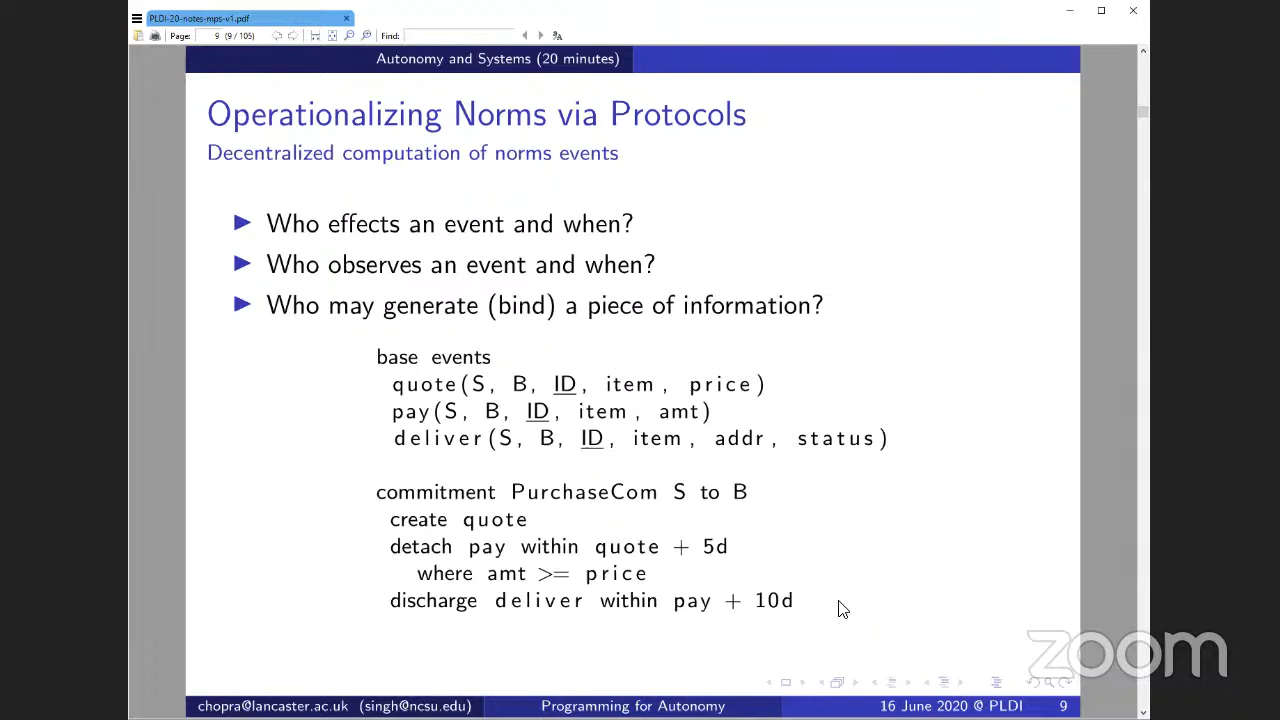 PLDI-20-notes-mps-v1.pdf
Page: 9 (9 / 105) Find:
Autonomy and Systems (20 minutes)
Operationalizing Norms via Protocols
Decentralized computation of norms events
Who effects an event and when?
Who observes an event and when?
Who may generate (bind) a piece of information?
base events
quote(S, B, ID, item, price)
pay(S, B, ID, item, amt)
deliver(S, B, ID, item, addr, status)
commitment PurchaseCom S to B
create quote
detach pay within quote + 5d
where amt >= price
discharge deliver within pay + 10d
zoom
chopra@lancaster.ac.uk (singh@ncsu.edu) Programming for Autonomy 16 June 2020 @ PLDI 9